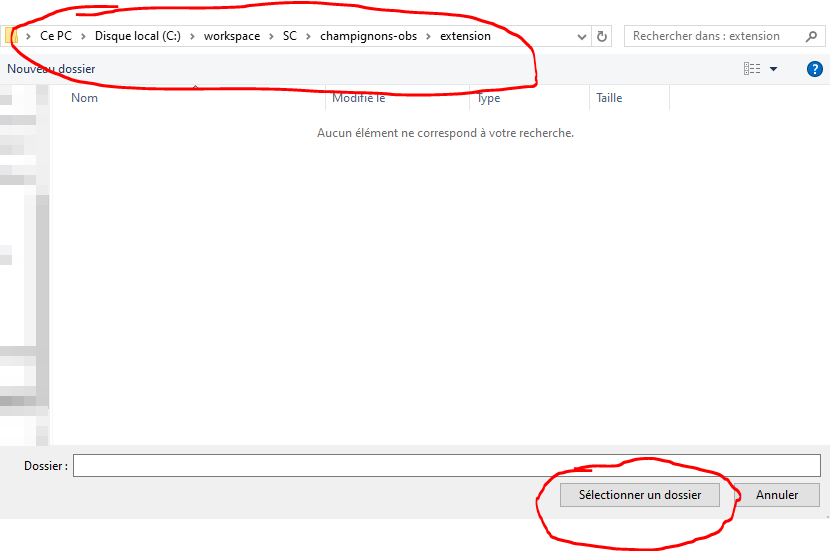 Ce PC > Disque local (C:) > workspace > SC > champignons-obs > extension
Rechercher dans : extension
Nouveau dossier
?
Nom Modifié le Type Taille
Aucun élément ne correspond à votre recherche.
Dossier :
Sélectionner un dossier Annuler